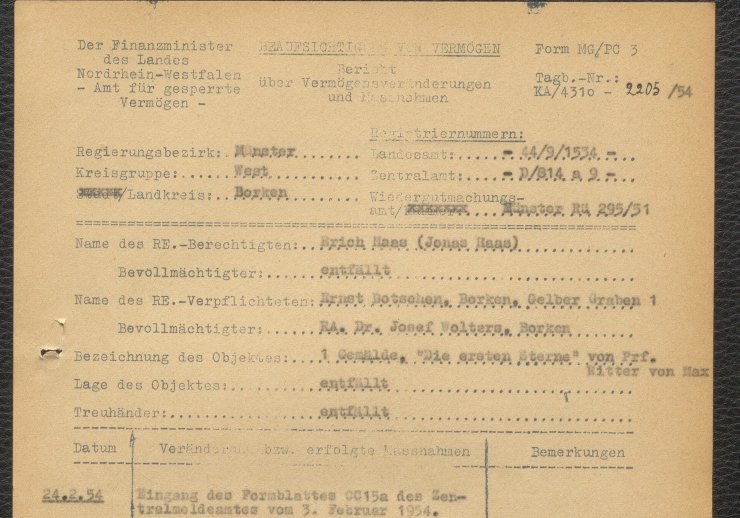 Der Finanzminister
des Landes
Nordrhein-Westfalen
- Amt für gesperrte
Vermögen -
BEAUFSICHTIGUNG VON VERMÖGEN
Bericht
über Vermögensveränderungen
und Massnahmen
Form MG/PC 3
Tagb.-Nr.:
KA/4310 - 2205 /54
Registriernummern:
Regierungsbezirk: Münster Landesamt: - 44/9/1534 -
Kreisgruppe: West Zentralamt: - D/814 a 9 -
/Landkreis: Borken Wiedergutmachungs-
amt/ Münster Rü 295/51
Name des RE.-Berechtigten: Erich Haas (Jonas Haas)
Bevollmächtigter: entfällt
Name des RE.-Verpflichteten: Ernst Botschen, Borken, Gelber Graben 1
Bevollmächtigter: RA. Dr. Josef Wolters, Borken
Bezeichnung des Objektes: 1 Gemälde, "Die ersten Sterne" von Prf.
Ritter von Max
Lage des Objektes: entfällt
Treuhänder: entfällt
Datum Veränderung bzw. erfolgte Massnahmen Bemerkungen
24.2.54 Eingang des Formblattes CC15a des Zen-
tralmeldeamtes vom 3. Februar 1954.